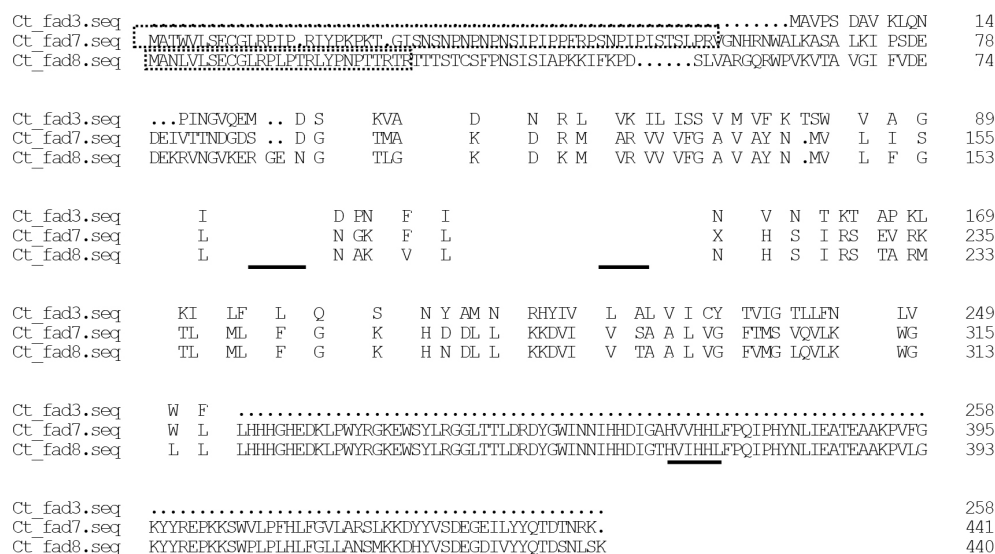 Ct_fad3.seq ......................................................................MAVPS DAV KLQN 14
Ct_fad7.seq MATWVLSECGLRPIP.RIYPKPKT.GISNSNPNPNPNSIPIPPFRPSNPIPISTSLPRVGNHRNWALKASA LKI PSDE 78
Ct_fad8.seq MANLVLSECGLRPLPTRLYPNPTTRTRTTTSTCSFPNSISIAPKKIFKPD......SLVARGQRWPVKVTA VGI FVDE 74
Ct_fad3.seq ...PINGVQEM .. D S KVA D N R L VK IL ISS V M VF K TSW V A G 89
Ct_fad7.seq DEIVTTNDGDS .. D G TMA K D R M AR VV VFG A V AY N .MV L I S 155
Ct_fad8.seq DEKRVNGVKER GE N G TLG K D K M VR VV VFG A V AY N .MV L F G 153
Ct_fad3.seq I D PN F I N V N T KT AP KL 169
Ct_fad7.seq L N GK F L X H S I RS EV RK 235
Ct_fad8.seq L N AK V L N H S I RS TA RM 233
Ct_fad3.seq KI LF L Q S N Y AM N RHYIV L AL V I CY TVIG TLLFN LV 249
Ct_fad7.seq TL ML F G K H D DL L KKDVI V SA A L VG FTMS VQVLK WG 315
Ct_fad8.seq TL ML F G K H N DL L KKDVI V TA A L VG FVMG LQVLK WG 313
Ct_fad3.seq W F ................................................................................ 258
Ct_fad7.seq W L LHHHGHEDKLPWYRGKEWSYLRGGLTTLDRDYGWINNIHHDIGAHVVHHLFPQIPHYNLIEATEAAKPVFG 395
Ct_fad8.seq L L LHHHGHEDKLPWYRGKEWSYLRGGLTTLDRDYGWINNIHHDIGTHVIHHLFPQIPHYNLIEATEAAKPVLG 393
Ct_fad3.seq ............................................... 258
Ct_fad7.seq KYYREPKKSWVLPFHLFGVLARSLKKDYYVSDEGEILYYQTDTNRK. 441
Ct_fad8.seq KYYREPKKSWPLPLHLFGLLANSMKKDHYVSDEGDIVYYQTDSNLSK 440